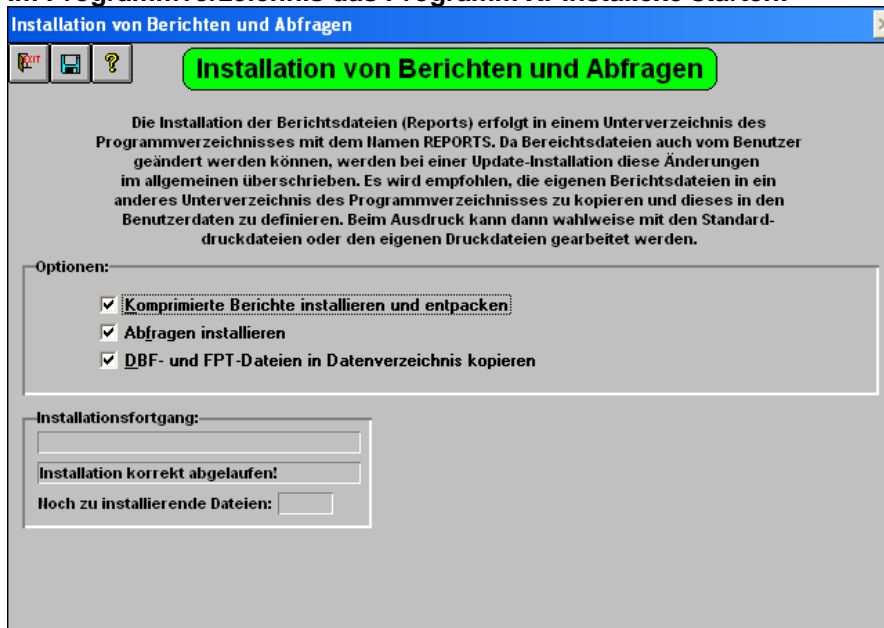 Installation von Berichten und Abfragen
EXIT
Installation von Berichten und Abfragen
Die Installation der Berichtsdateien (Reports) erfolgt in einem Unterverzeichnis des
Programmverzeichnisses mit dem Namen REPORTS. Da Bereichtsdateien auch vom Benutzer
geändert werden können, werden bei einer Update-Installation diese Änderungen
im allgemeinen überschrieben. Es wird empfohlen, die eigenen Berichtsdateien in ein
anderes Unterverzeichnis des Programmverzeichnisses zu kopieren und dieses in den
Benutzerdaten zu definieren. Beim Ausdruck kann dann wahlweise mit den Standard-
druckdateien oder den eigenen Druckdateien gearbeitet werden.
Optionen:
Komprimierte Berichte installieren und entpacken
Abfragen installieren
DBF- und FPT-Dateien in Datenverzeichnis kopieren
Installationsfortgang:
Installation korrekt abgelaufen!
Noch zu installierende Dateien: